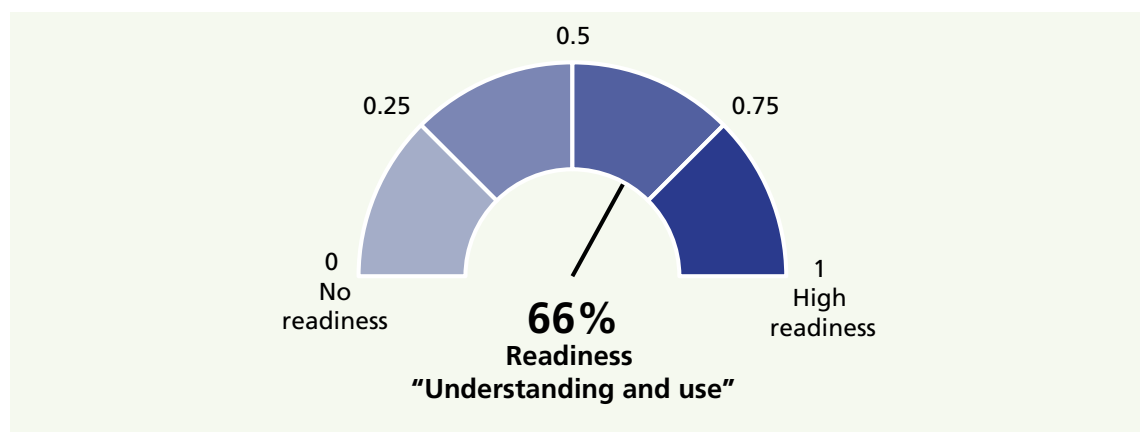 0.5
0.25
0.75
0
No
readiness
1
High
readiness
66%
Readiness
“Understanding and use”